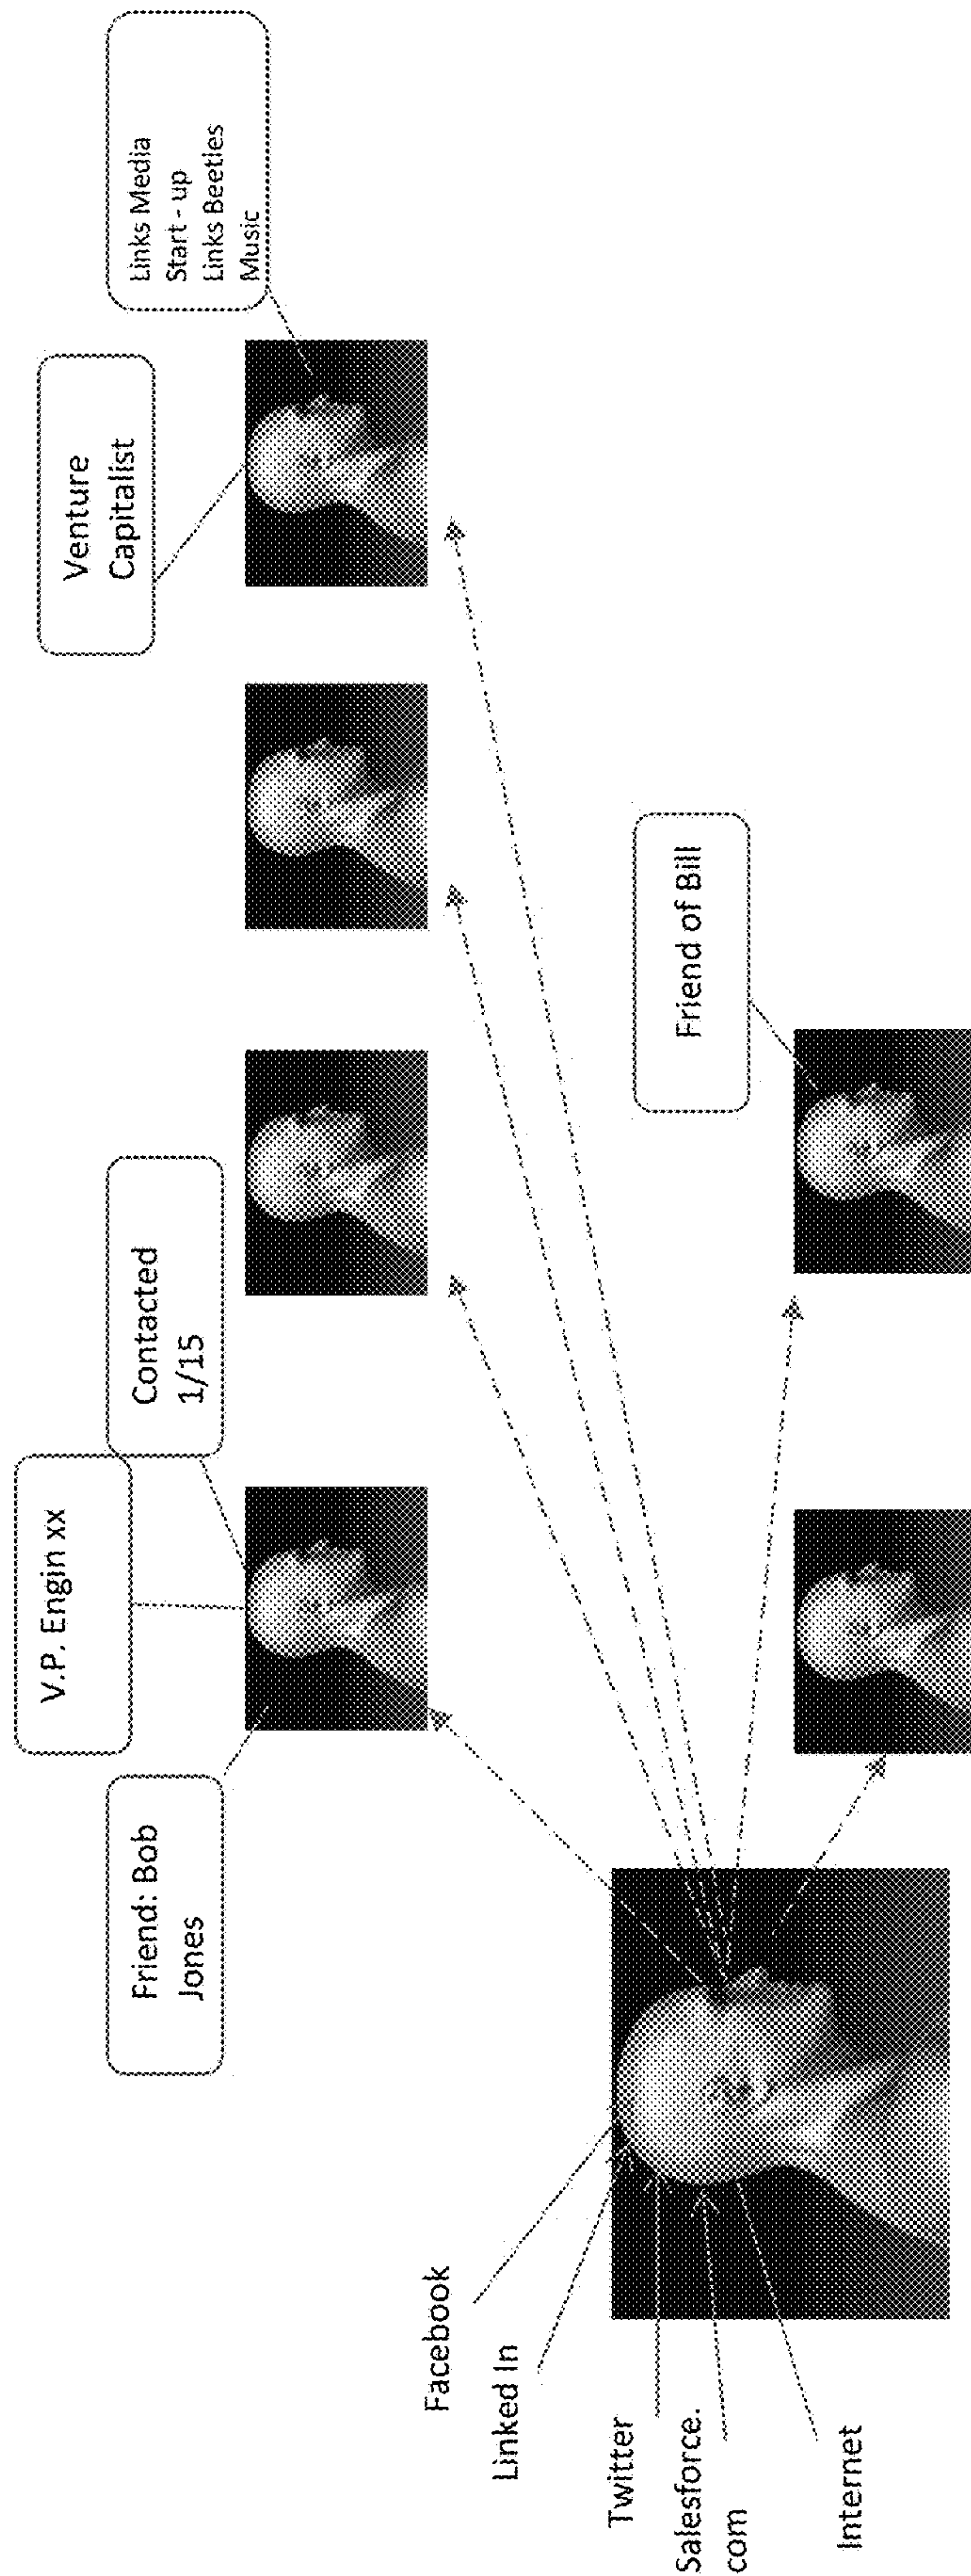 V.P. Engin xx
Friend: Bob
Jones
Contacted
1/15
Venture
Capitalist
Links Media
Start - up
Links Beetles
Music
Facebook
Linked In
Twitter
Salesforce.
com
Internet
Friend of Bill